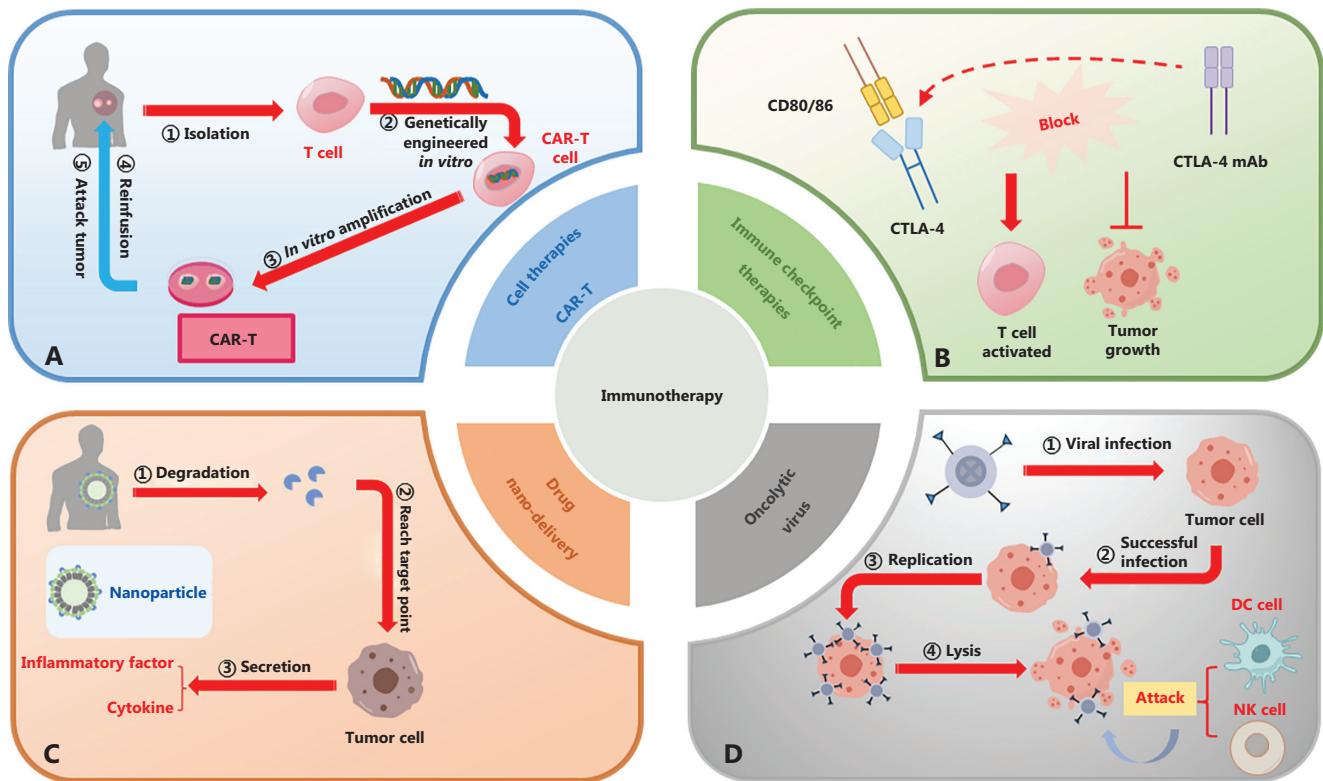 ① Isolation
T cell
② Genetically
engineered
in vitro
CAR-T
cell
③ In vitro amplification
④ Reinfusion
⑤ Attack tumor
CAR-T
A
CD80/86
CTLA-4
Block
CTLA-4 mAb
T cell
activated
Tumor
growth
B
Cell therapies
CAR-T
Immune checkpoint
therapies
Immunotherapy
Drug
nano-delivery
Oncolytic
virus
① Degradation
② Reach target point
Nanoparticle
Inflammatory factor
Cytokine
③ Secretion
Tumor cell
C
① Viral infection
Tumor cell
② Successful
infection
③ Replication
④ Lysis
DC cell
Attack
NK cell
D